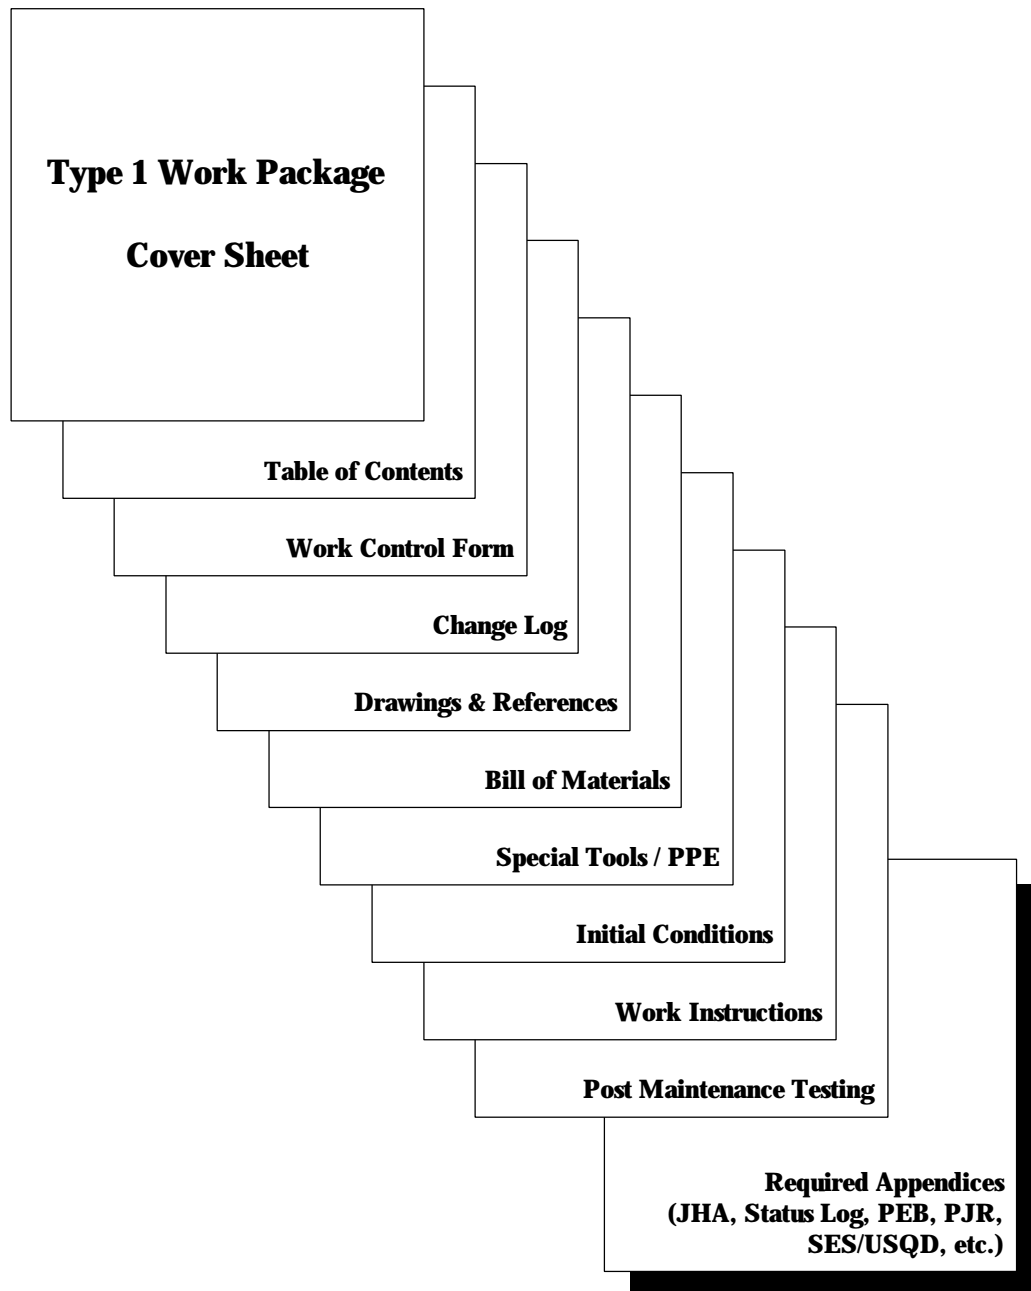 Type 1 Work Package
Cover Sheet
Table of Contents
Work Control Form
Change Log
Drawings & References
Bill of Materials
Special Tools / PPE
Initial Conditions
Work Instructions
Post Maintenance Testing
Required Appendices
(JHA, Status Log, PEB, PJR,
SES/USQD, etc.)